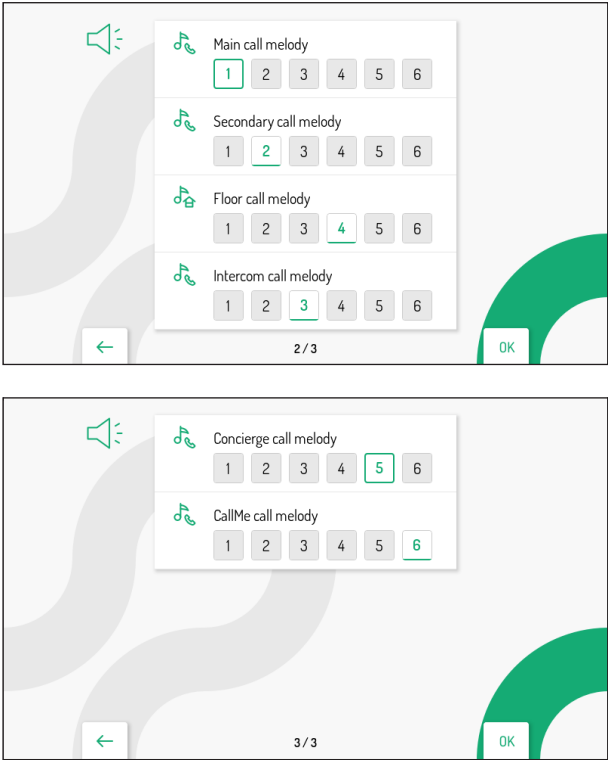 Main call melody
1 2 3 4 5 6
Secondary call melody
1 2 3 4 5 6
Floor call melody
1 2 3 4 5 6
Intercom call melody
1 2 3 4 5 6
2/3
OK
Concierge call melody
1 2 3 4 5 6
CallMe call melody
1 2 3 4 5 6
3/3
OK